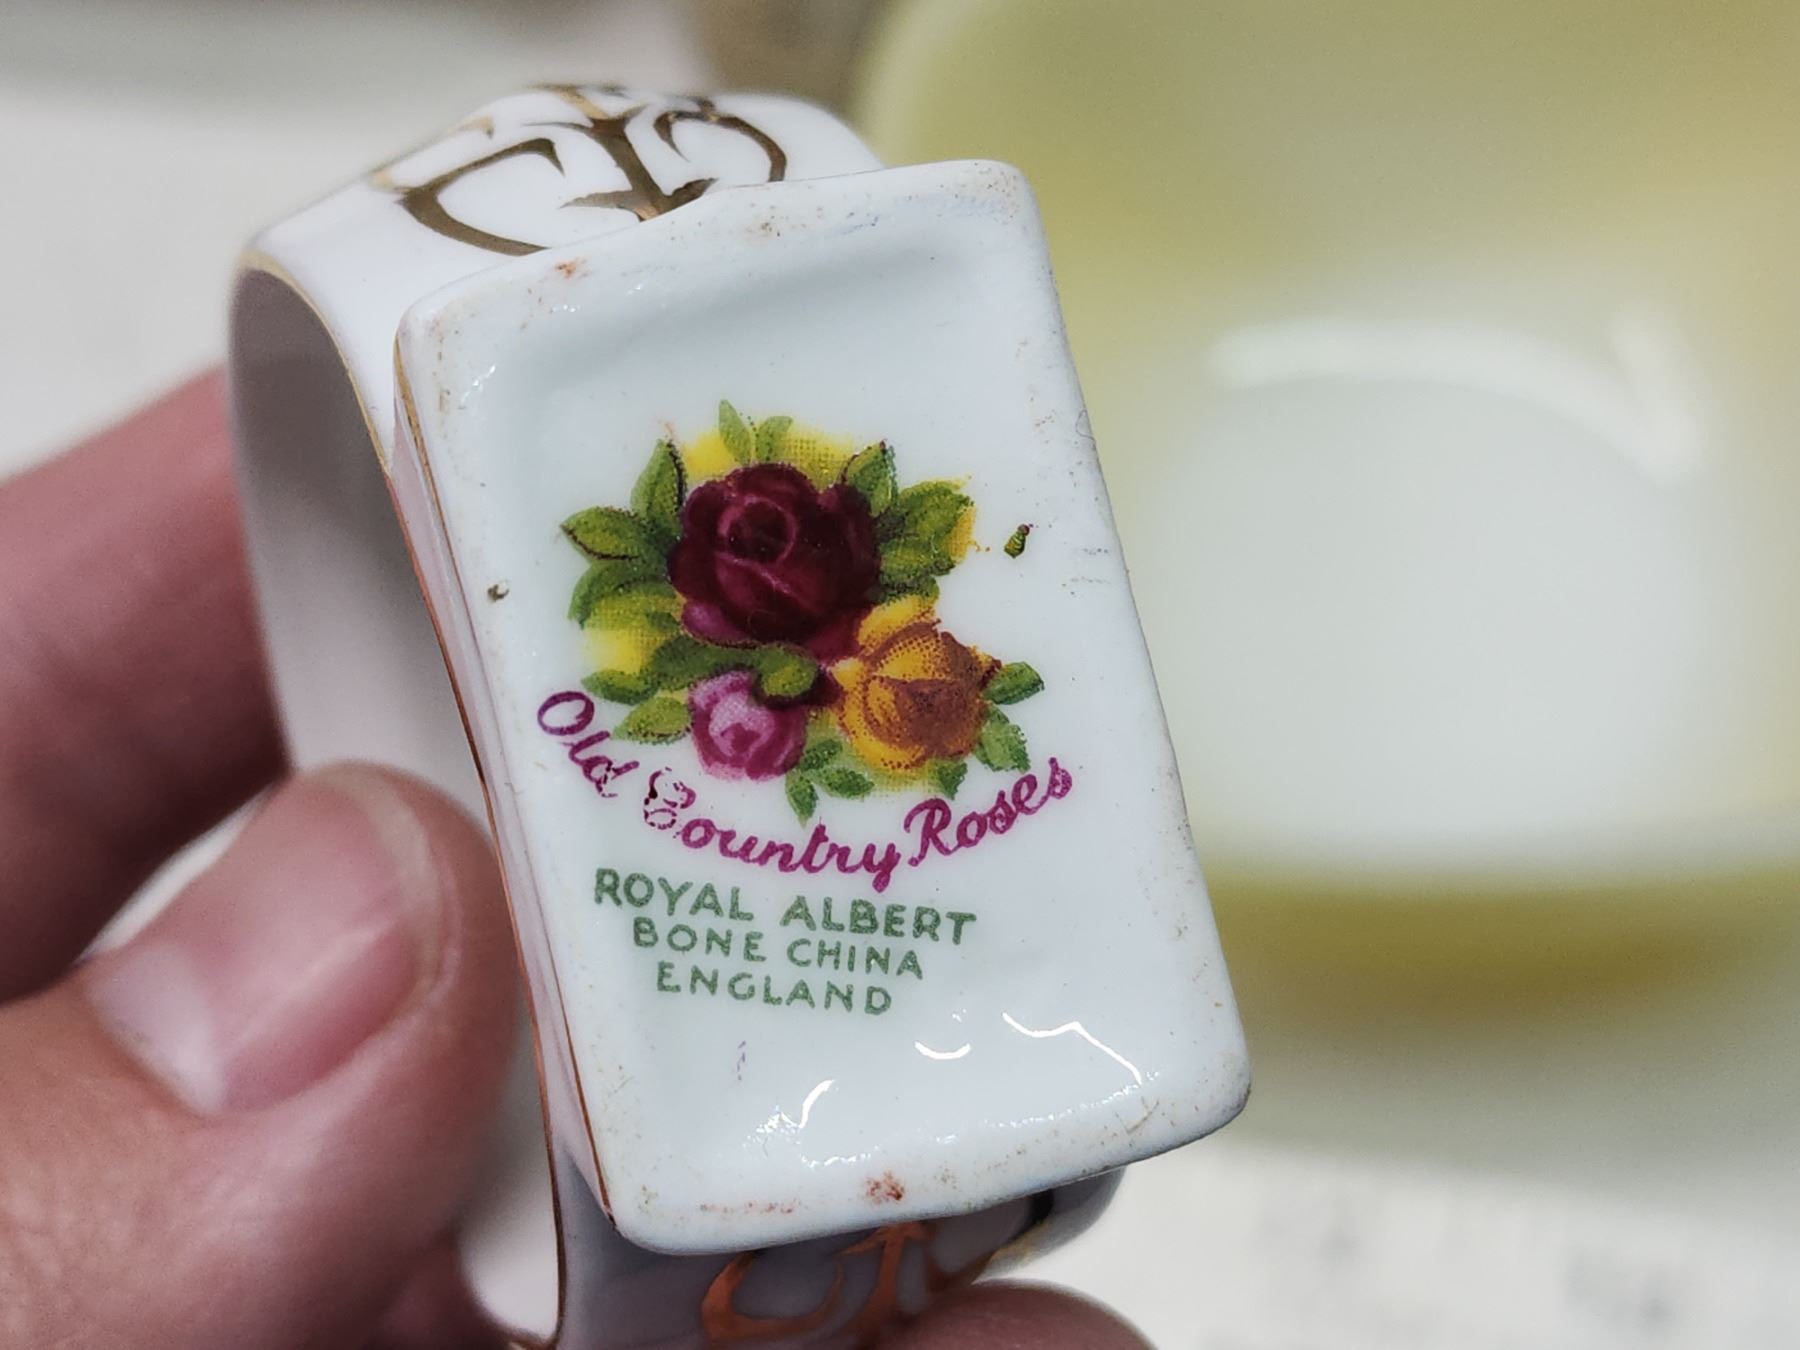 Old Country Roses
ROYAL ALBERT
BONE CHINA
ENGLAND